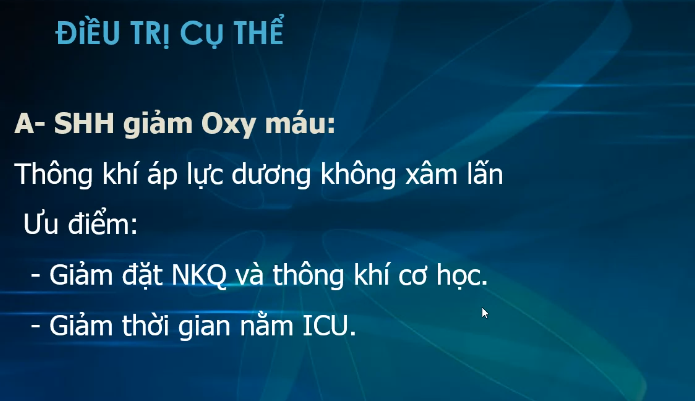 ĐiỀU TRỊ CỤ THỂ
A- SHH giảm Oxy máu:
Thông khí áp lực dương không xâm lấn
Ưu điểm:
- Giảm đặt NKQ và thông khí cơ học.
- Giảm thời gian nằm ICU.